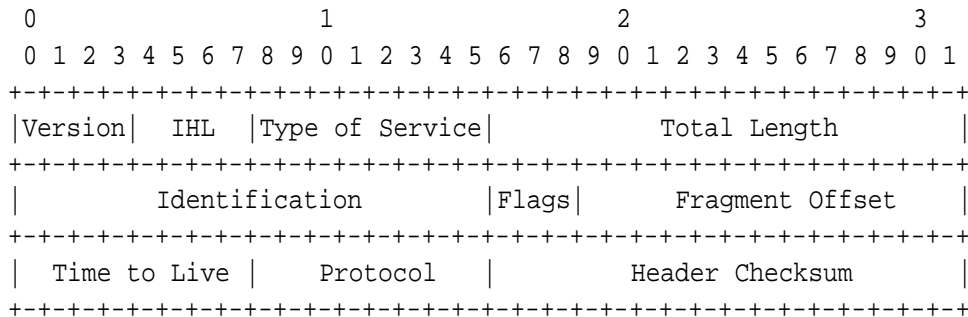 0                   1                   2                   3
 0 1 2 3 4 5 6 7 8 9 0 1 2 3 4 5 6 7 8 9 0 1 2 3 4 5 6 7 8 9 0 1
+-+-+-+-+-+-+-+-+-+-+-+-+-+-+-+-+-+-+-+-+-+-+-+-+-+-+-+-+-+-+-+-+
|Version|  IHL  |Type of Service|          Total Length         |
+-+-+-+-+-+-+-+-+-+-+-+-+-+-+-+-+-+-+-+-+-+-+-+-+-+-+-+-+-+-+-+-+
|         Identification        |Flags|      Fragment Offset    |
+-+-+-+-+-+-+-+-+-+-+-+-+-+-+-+-+-+-+-+-+-+-+-+-+-+-+-+-+-+-+-+-+
|  Time to Live |    Protocol   |         Header Checksum       |
+-+-+-+-+-+-+-+-+-+-+-+-+-+-+-+-+-+-+-+-+-+-+-+-+-+-+-+-+-+-+-+-+